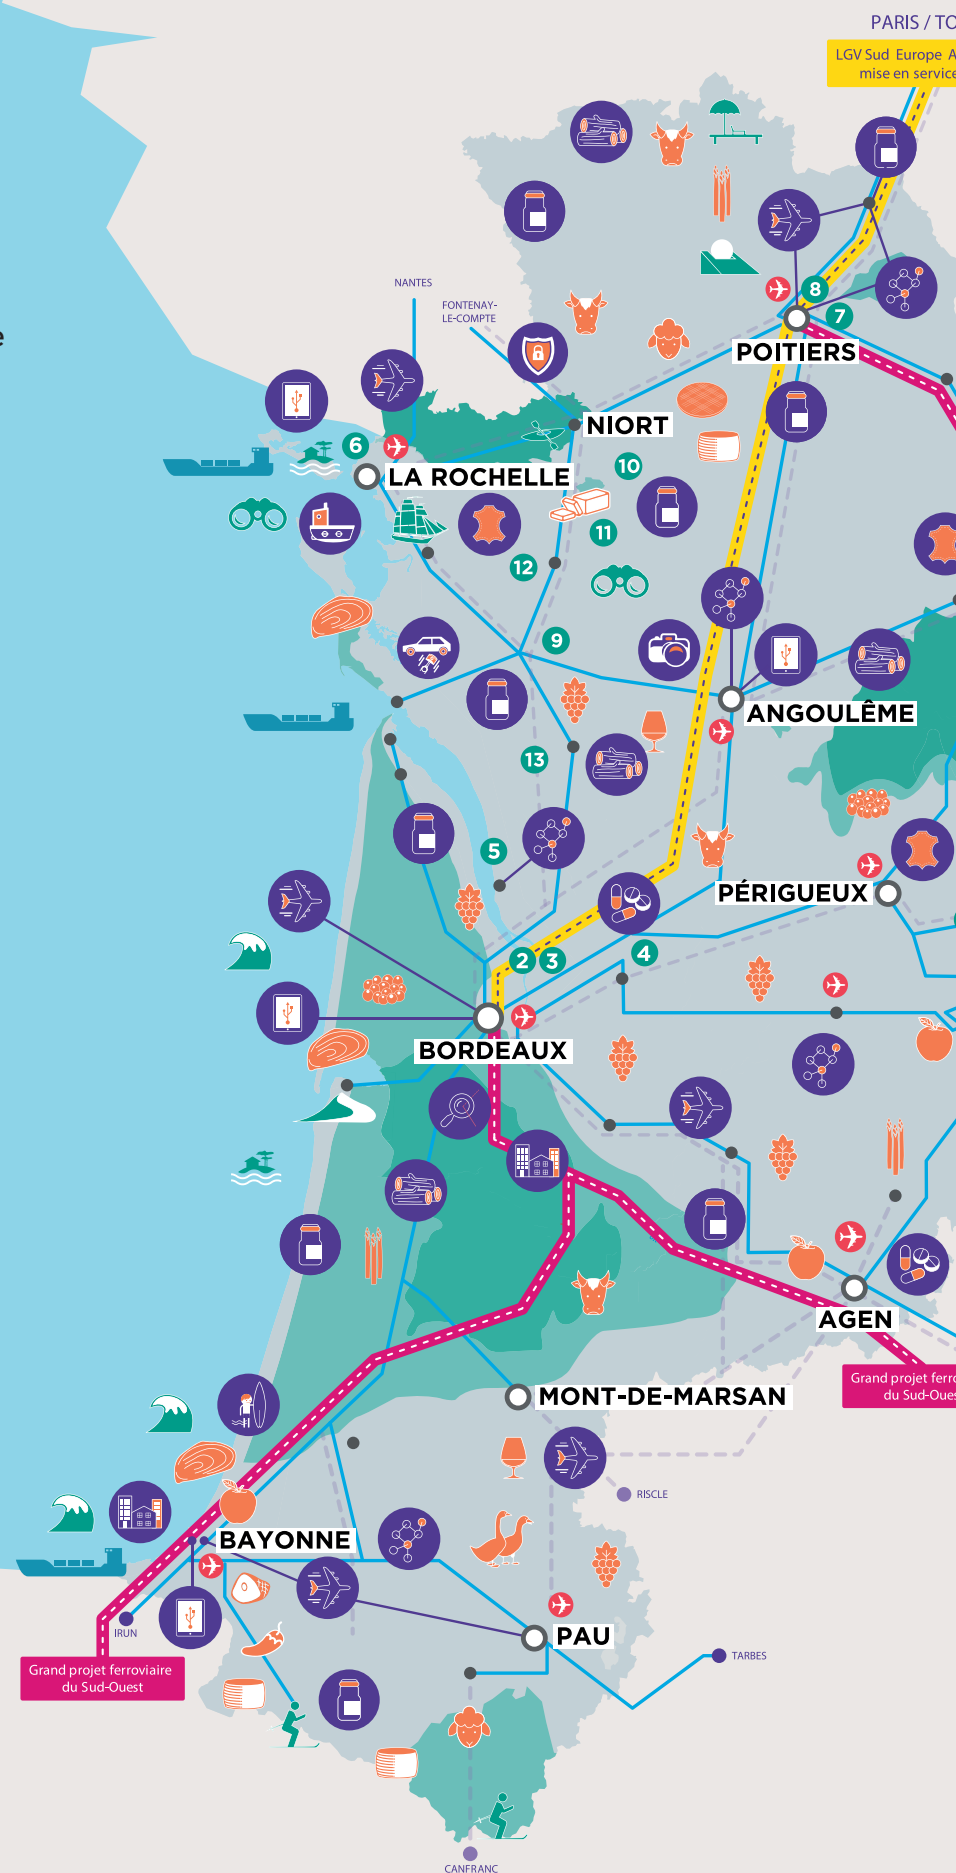 PARIS / TO
LGV Sud Europe A
mise en service
e
NANTES
FONTENAY-
LE-COMPTE
8
7
POITIERS
NIORT
6
LA ROCHELLE
10
11
12
9
ANGOULÊME
13
5
PÉRIGUEUX
2
3
4
BORDEAUX
AGEN
Grand projet ferro
du Sud-Oues
MONT-DE-MARSAN
RISCLE
BAYONNE
IRUN
PAU
TARBES
Grand projet ferroviaire
du Sud-Ouest
CANFRANC